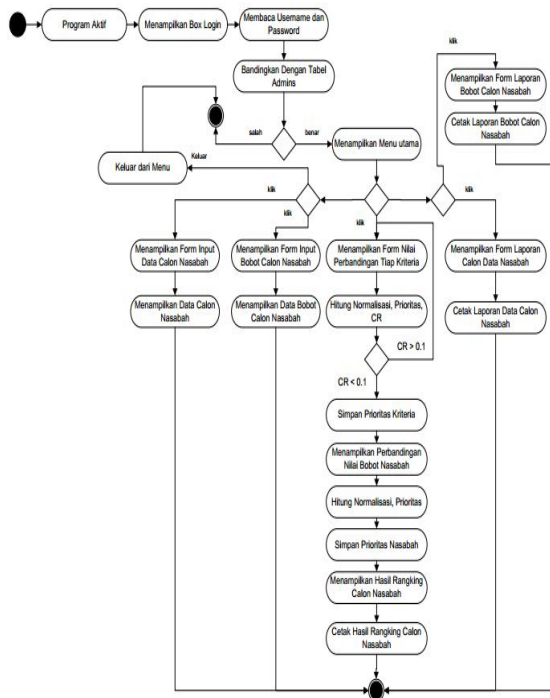 Program Aktif
Menampilkan Box Login
Membaca Username dan
Password
Bandingkan Dengan Tabel
Admins
salah
benar
Menampilkan Menu utama
Keluar
Keluar dari Menu
klik
Menampilkan Form Laporan
Bobot Calon Nasabah
Cetak Laporan Bobot Calon
Nasabah
klik
klik
klik
klik
Menampilkan Form Input
Data Calon Nasabah
Menampilkan Data Calon
Nasabah
Menampilkan Form Input
Bobot Calon Nasabah
Menampilkan Data Bobot
Calon Nasabah
Menampilkan Form Nilai
Perbandingan Tiap Kriteria
Hitung Normalisasi, Prioritas,
CR
CR > 0.1
CR < 0.1
Menampilkan Form Laporan
Calon Data Nasabah
Cetak Laporan Data Calon
Nasabah
Simpan Prioritas Kriteria
Menampilkan Perbandingan
Nilai Bobot Nasabah
Hitung Normalisasi, Prioritas
Simpan Prioritas Nasabah
Menampilkan Hasil Rangking
Calon Nasabah
Cetak Hasil Rangking Calon
Nasabah